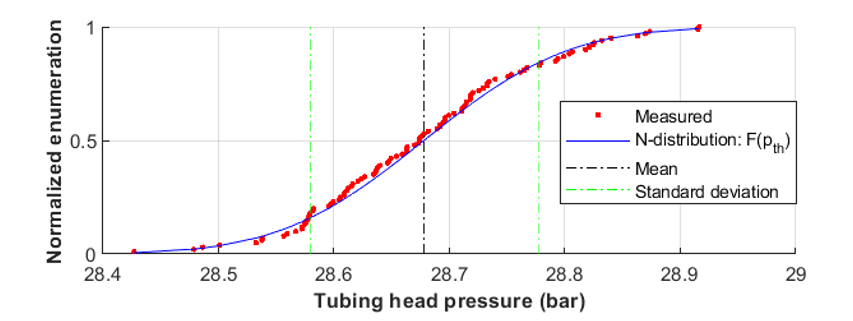 Normalized enumeration
1
0.5
0
28.4 28.5 28.6 28.7 28.8 28.9 29
Tubing head pressure (bar)
Measured
N-distribution: F(p_th)
Mean
Standard deviation